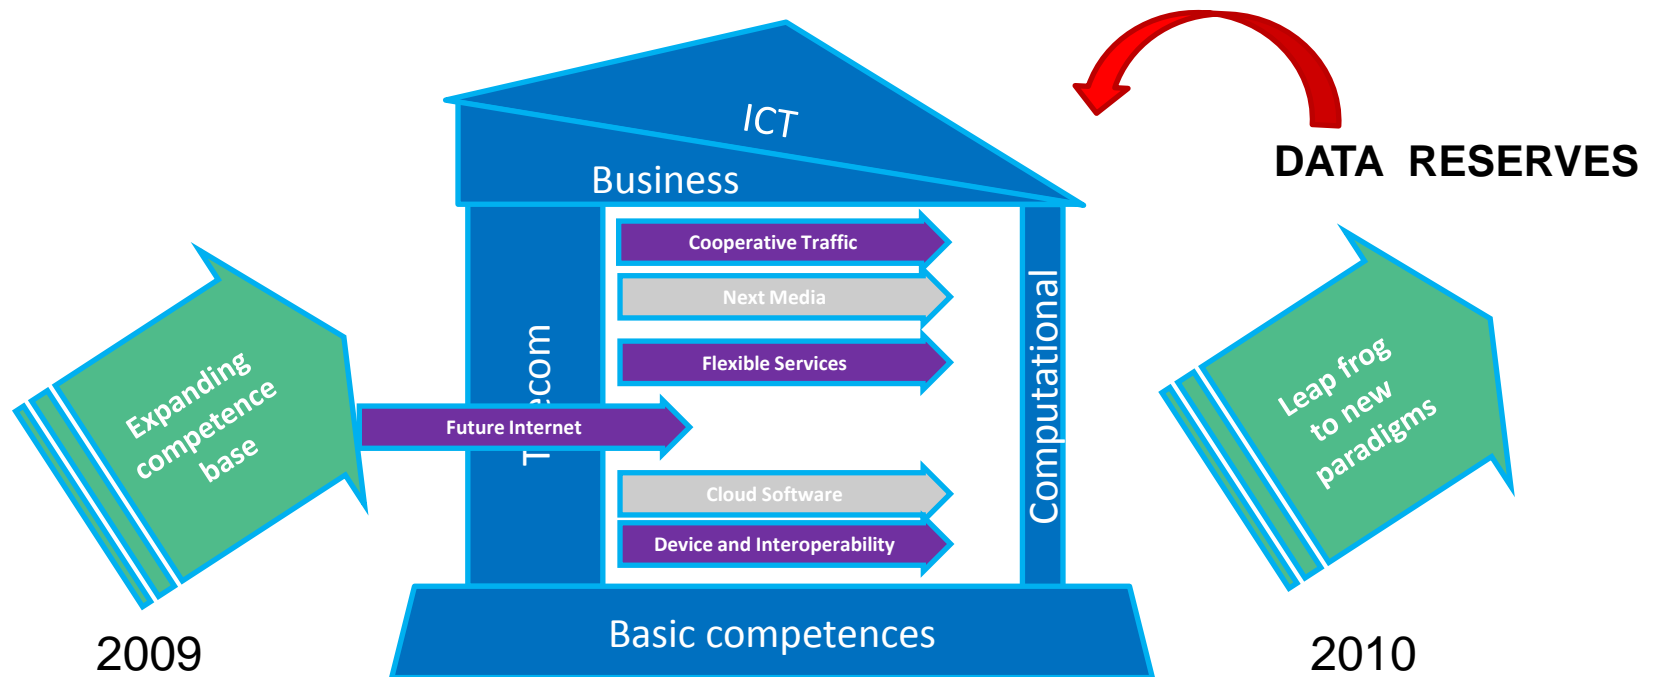 ICT
Business
DATA RESERVES
Cooperative Traffic
Next Media
Flexible Services
Future Internet
Cloud Software
Device and Interoperability
Telecom
Computational
Expanding
competence
base
Leap frog
to new
paradigms
Basic competences
2009
2010